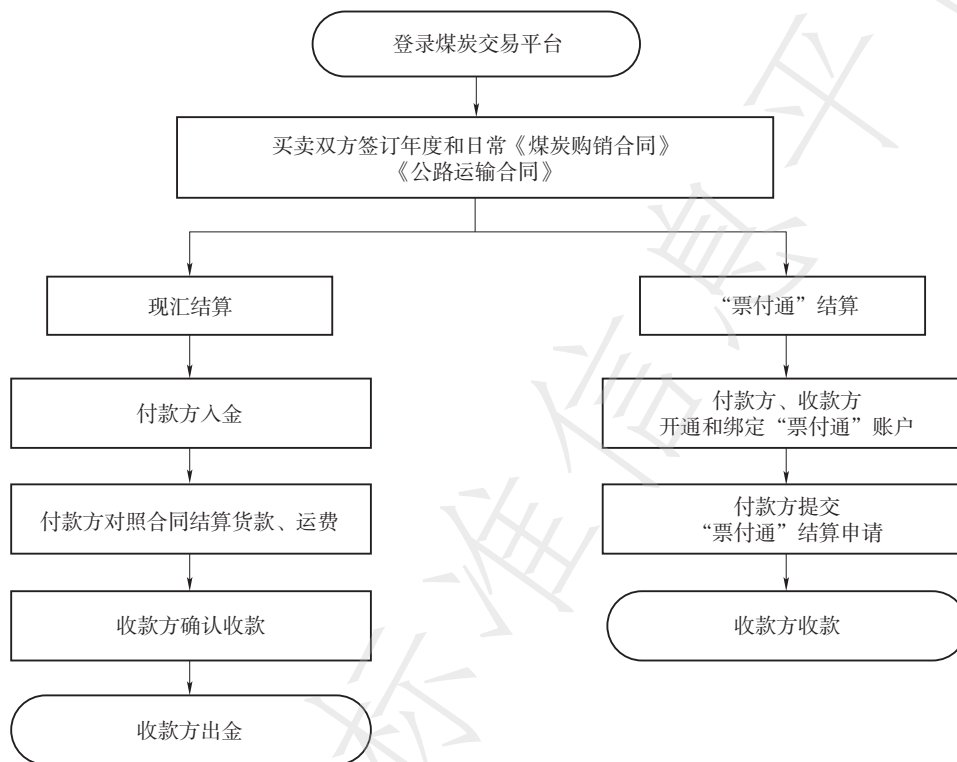 登录煤炭交易平台
买卖双方签订年度和日常《煤炭购销合同》
《公路运输合同》
现汇结算
付款方入金
付款方对照合同结算货款、运费
收款方确认收款
收款方出金
“票付通”结算
付款方、收款方
开通和绑定“票付通”账户
付款方提交
“票付通”结算申请
收款方收款
标准信息平